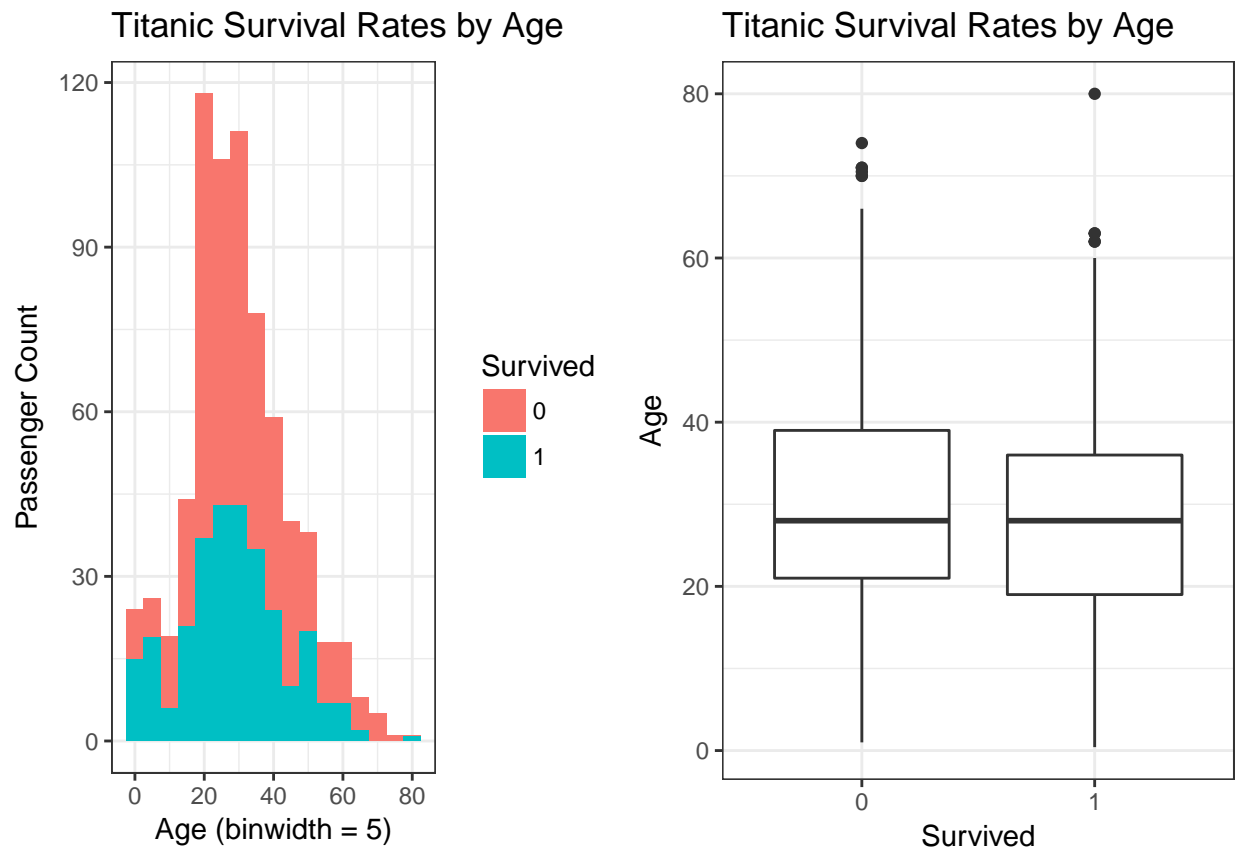 Titanic Survival Rates by Age
120
90
60
30
0
Passenger Count
0 20 40 60 80
Age (binwidth = 5)
Survived
0
1
Titanic Survival Rates by Age
80
60
40
20
0
Age
0 1
Survived